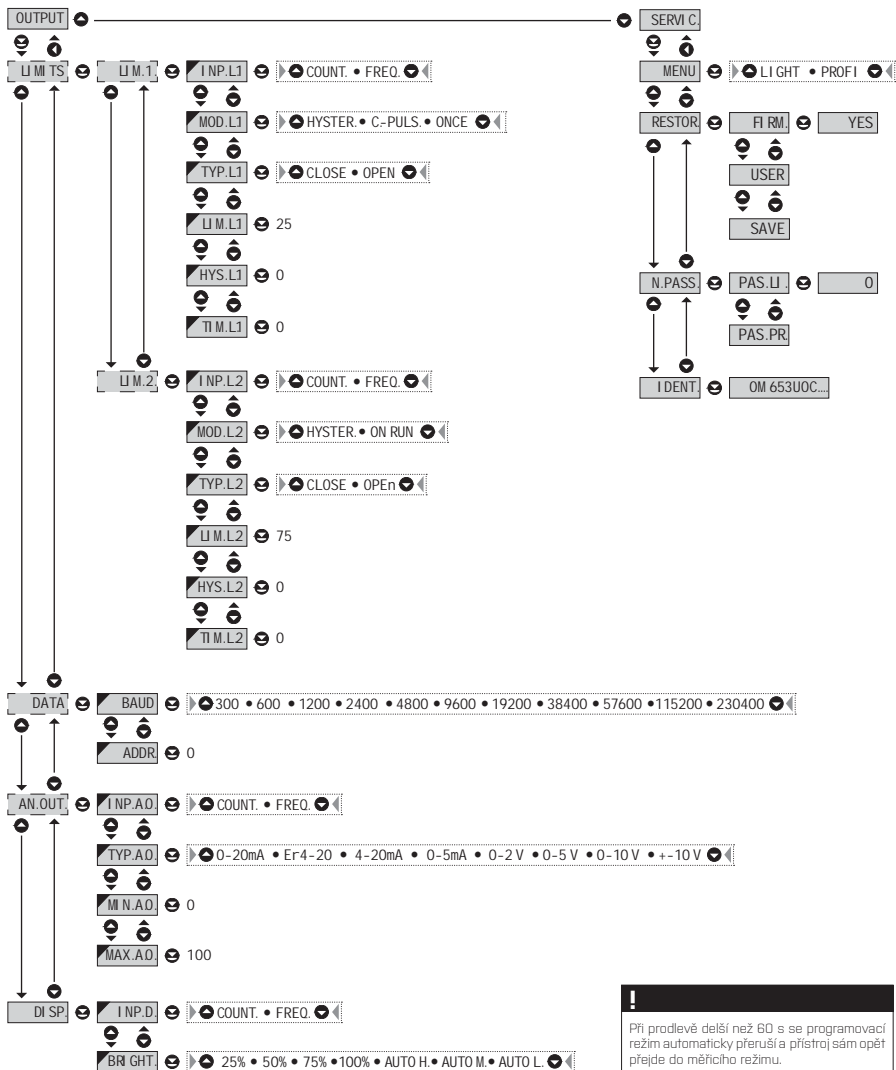 OUTPUT SERVIC.
LIMITS LIM.1. INP.L1 COUNT. • FREQ. MENU LIGHT • PROFI
MOD.L1 HYSTER. • C.-PULS. • ONCE RESTOR. FIRM. YES
TYP.L1 CLOSE • OPEN USER
LIM.L1 25 SAVE
HYS.L1 0 N.PASS. PAS.LI. 0
TIM.L1 0 PAS.PR.
LIM.2. INP.L2 COUNT. • FREQ. IDENT. OM 653UOC....
MOD.L2 HYSTER. • ON RUN
TYP.L2 CLOSE • OPEn
LIM.L2 75
HYS.L2 0
TIM.L2 0
DATA BAUD 300 • 600 • 1200 • 2400 • 4800 • 9600 • 19200 • 38400 • 57600 • 115200 • 230400
ADDR. 0
AN.OUT. INP.A.O. COUNT. • FREQ.
TYP.A.O. 0-20mA • Er4-20 • 4-20mA • 0-5mA • 0-2 V • 0-5 V • 0-10 V • +-10 V
MIN.A.O. 0
MAX.A.O. 100
DISP. INP.D. COUNT. • FREQ.
BRIGHT. 25% • 50% • 75% • 100% • AUTO H. • AUTO M. • AUTO L.
!
Při prodlevě delší než 60 s se programovací
režim automaticky přeruší a přístroj sám opět
přejde do měřicího režimu.